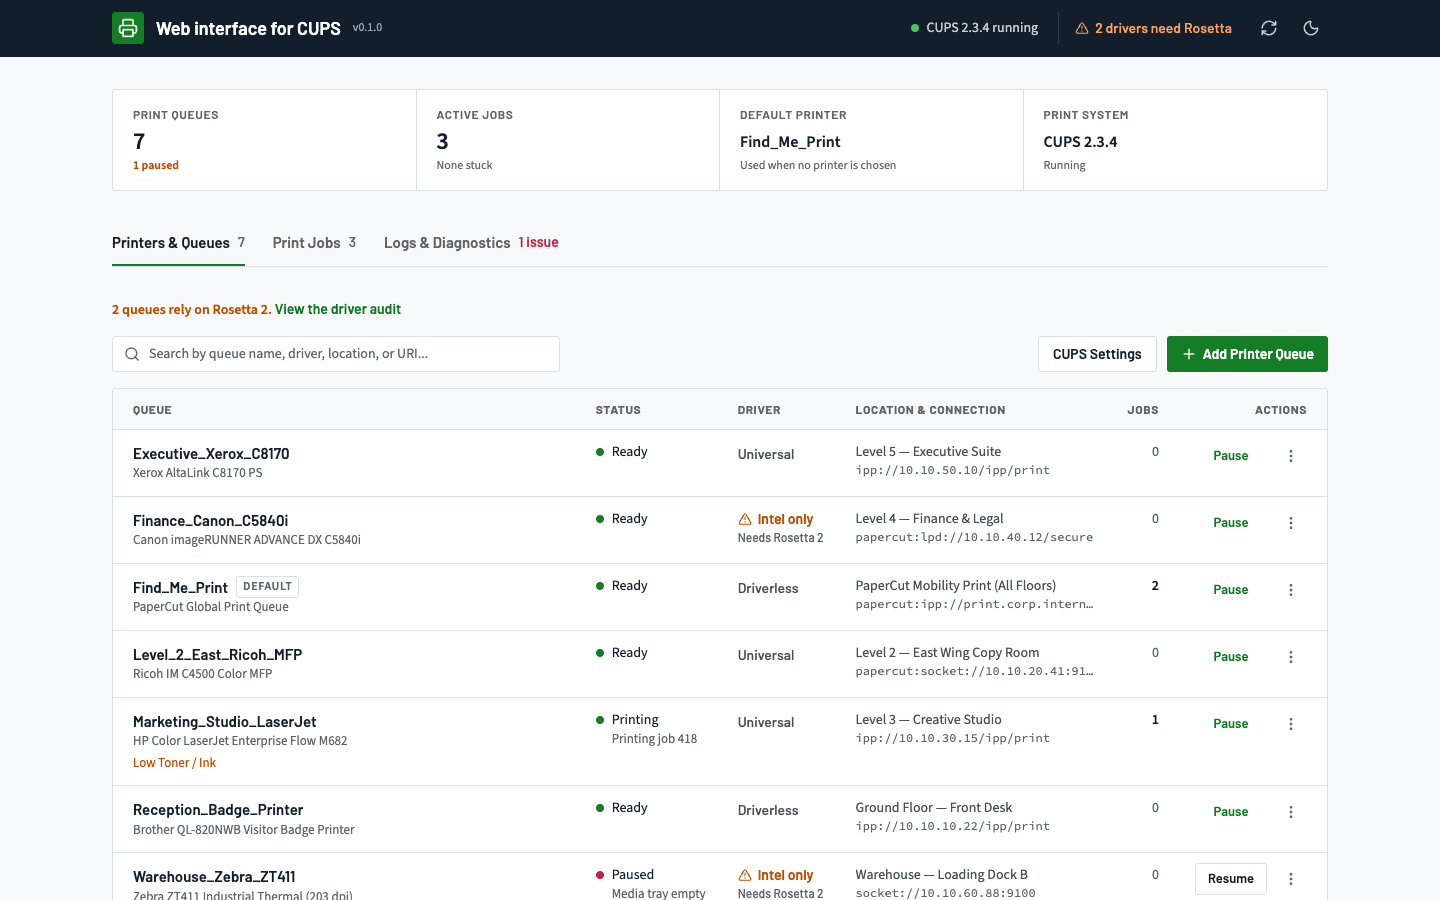 Web interface for CUPS v0.1.0
CUPS 2.3.4 running
2 drivers need Rosetta
PRINT QUEUES
7
1 paused
ACTIVE JOBS
3
None stuck
DEFAULT PRINTER
Find_Me_Print
Used when no printer is chosen
PRINT SYSTEM
CUPS 2.3.4
Running
Printers & Queues 7
Print Jobs 3
Logs & Diagnostics 1 issue
2 queues rely on Rosetta 2. View the driver audit
Search by queue name, driver, location, or URI...
CUPS Settings
Add Printer Queue
QUEUE STATUS DRIVER LOCATION & CONNECTION JOBS ACTIONS
Executive_Xerox_C8170
Xerox AltaLink C8170 PS
Ready
Universal
Level 5 — Executive Suite
ipp://10.10.50.10/ipp/print
0
Pause
Finance_Canon_C5840i
Canon imageRUNNER ADVANCE DX C5840i
Ready
Intel only
Needs Rosetta 2
Level 4 — Finance & Legal
papercut:lpd://10.10.40.12/secure
0
Pause
Find_Me_Print DEFAULT
PaperCut Global Print Queue
Ready
Driverless
PaperCut Mobility Print (All Floors)
papercut:ipp://print.corp.intern…
2
Pause
Level_2_East_Ricoh_MFP
Ricoh IM C4500 Color MFP
Ready
Universal
Level 2 — East Wing Copy Room
papercut:socket://10.10.20.41:91…
0
Pause
Marketing_Studio_LaserJet
HP Color LaserJet Enterprise Flow M682
Low Toner / Ink
Printing
Printing job 418
Universal
Level 3 — Creative Studio
ipp://10.10.30.15/ipp/print
1
Pause
Reception_Badge_Printer
Brother QL-820NWB Visitor Badge Printer
Ready
Driverless
Ground Floor — Front Desk
ipp://10.10.10.22/ipp/print
0
Pause
Warehouse_Zebra_ZT411
Zebra ZT411 Industrial Thermal (203 dpi)
Paused
Media tray empty
Intel only
Needs Rosetta 2
Warehouse — Loading Dock B
socket://10.10.60.88:9100
0
Resume